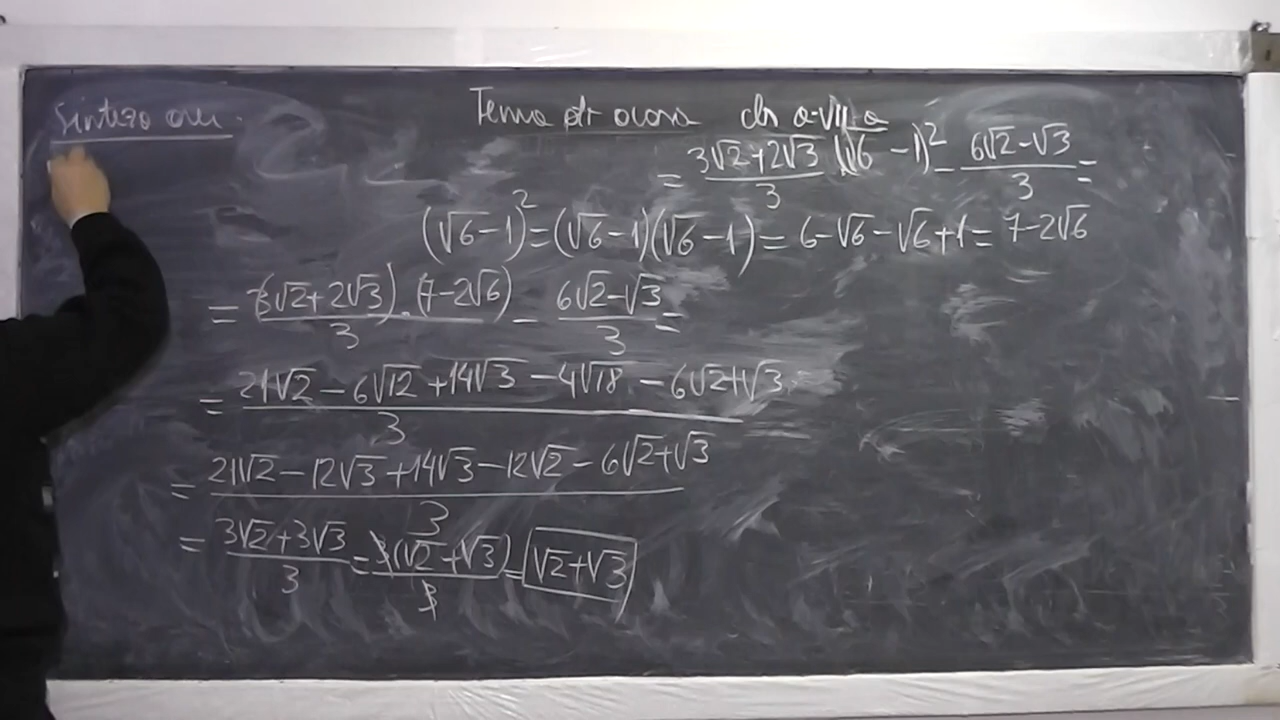 Sinteza orei.
Tema de acasă cls a-VII a
= (3√2+2√3)/3 · (√6 - 1)² - (6√2-√3)/3 =
(√6-1)² = (√6-1)(√6-1) = 6-√6-√6+1 = 7-2√6
= (3√2+2√3)·(7-2√6)/3 - (6√2-√3)/3 =
= (21√2 - 6√12 + 14√3 - 4√18 - 6√2+√3)/3
= (21√2-12√3+14√3-12√2-6√2+√3)/3
= (3√2+3√3)/3 = 3(√2+√3)/3 = √2+√3